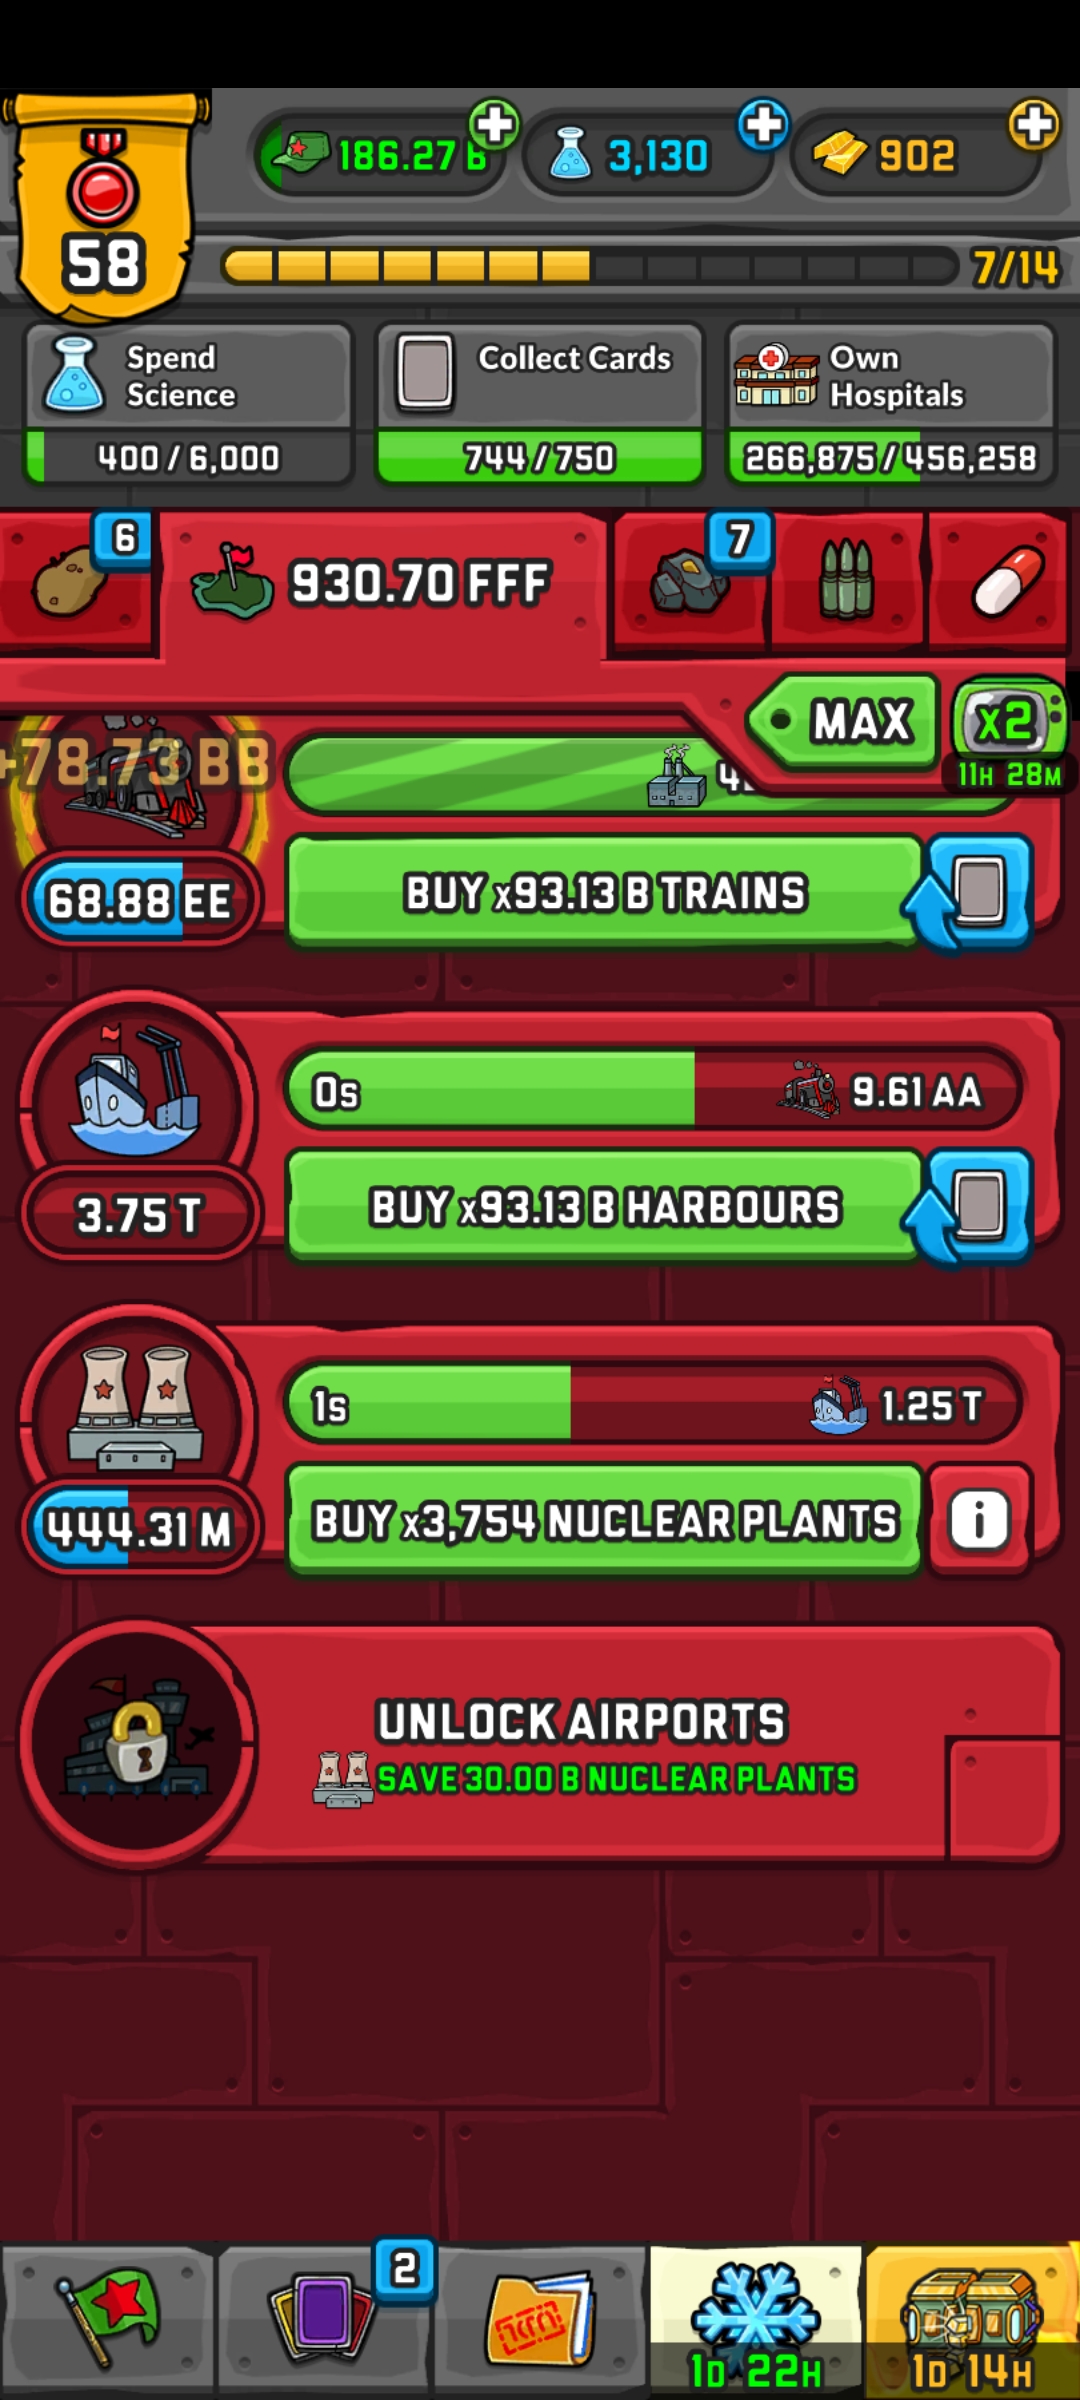 186.27 B
3,130
902
58
7/14
Spend
Science
Collect Cards
Own
Hospitals
400 / 6,000
744 / 750
266,875 / 456,258
6
930.70 FFF
7
MAX
x2
11H 28M
+78.73 BB
68.88 EE
BUY x93.13 B TRAINS
0s
9.61 AA
3.75 T
BUY x93.13 B HARBOURS
1s
1.25 T
444.31 M
BUY x3,754 NUCLEAR PLANTS
i
UNLOCK AIRPORTS
SAVE 30.00 B NUCLEAR PLANTS
2
1D 22H
1D 14H